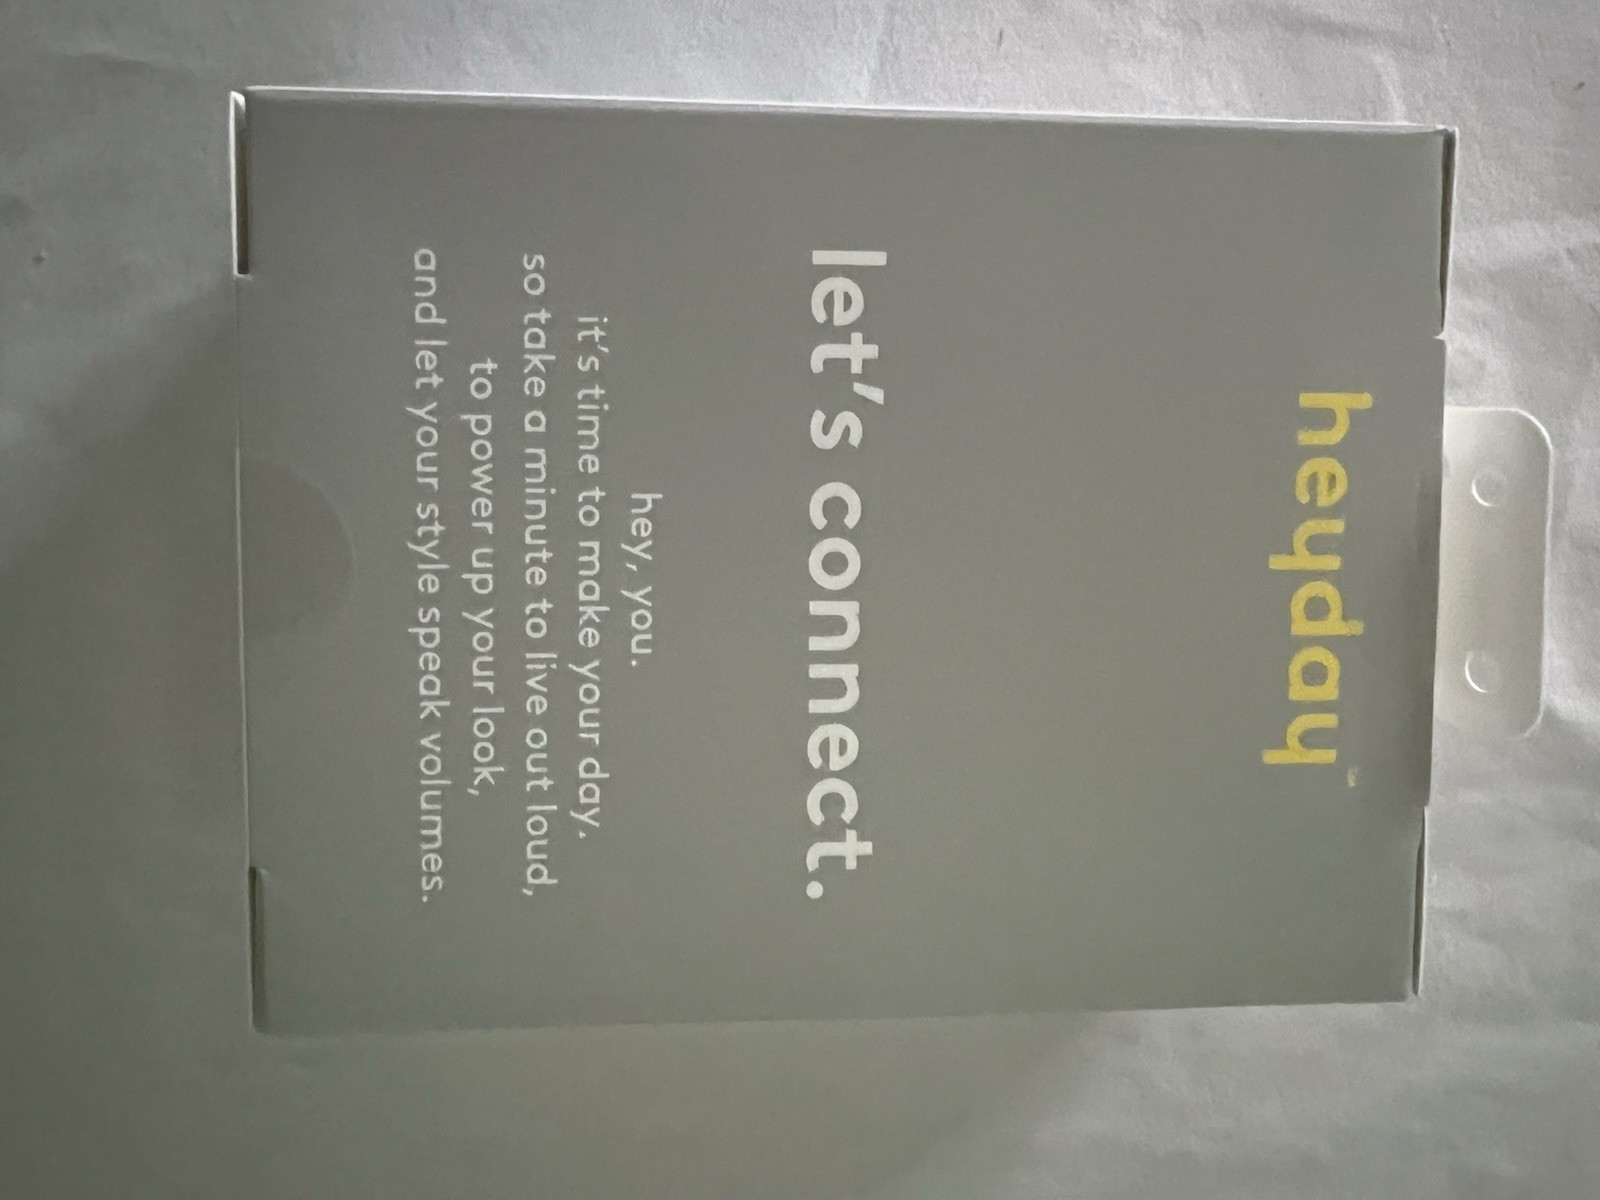 heyday™
let's connect.
hey, you.
it's time to make your day.
so take a minute to live out loud,
to power up your look,
and let your style speak volumes.